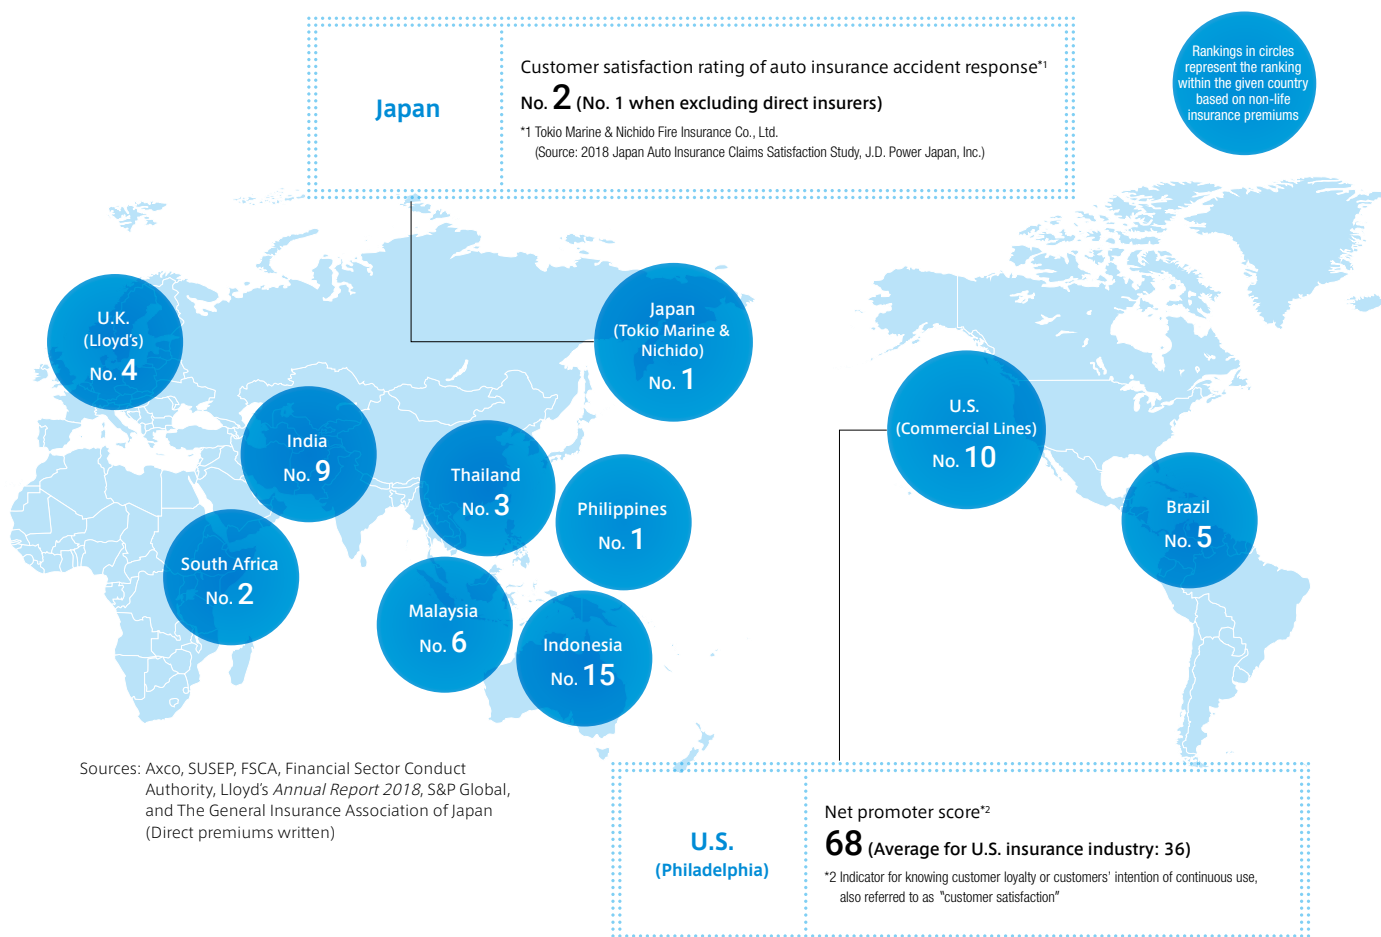 Japan
Customer satisfaction rating of auto insurance accident response*1
No. 2 (No. 1 when excluding direct insurers)
*1 Tokio Marine & Nichido Fire Insurance Co., Ltd.
(Source: 2018 Japan Auto Insurance Claims Satisfaction Study, J.D. Power Japan, Inc.)
Rankings in circles
represent the ranking
within the given country
based on non-life
insurance premiums
U.K.
(Lloyd's)
No. 4
Japan
(Tokio Marine &
Nichido)
No. 1
India
No. 9
Thailand
No. 3
Philippines
No. 1
South Africa
No. 2
Malaysia
No. 6
Indonesia
No. 15
U.S.
(Commercial Lines)
No. 10
Brazil
No. 5
Sources: Axco, SUSEP, FSCA, Financial Sector Conduct
Authority, Lloyd's Annual Report 2018, S&P Global,
and The General Insurance Association of Japan
(Direct premiums written)
U.S.
(Philadelphia)
Net promoter score*2
68 (Average for U.S. insurance industry: 36)
*2 Indicator for knowing customer loyalty or customers' intention of continuous use,
also referred to as "customer satisfaction"